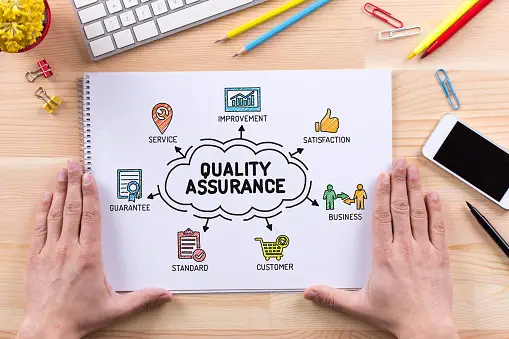 IMPROVEMENT
SERVICE
SATISFACTION
QUALITY
ASSURANCE
GUARANTEE
BUSINESS
STANDARD
CUSTOMER